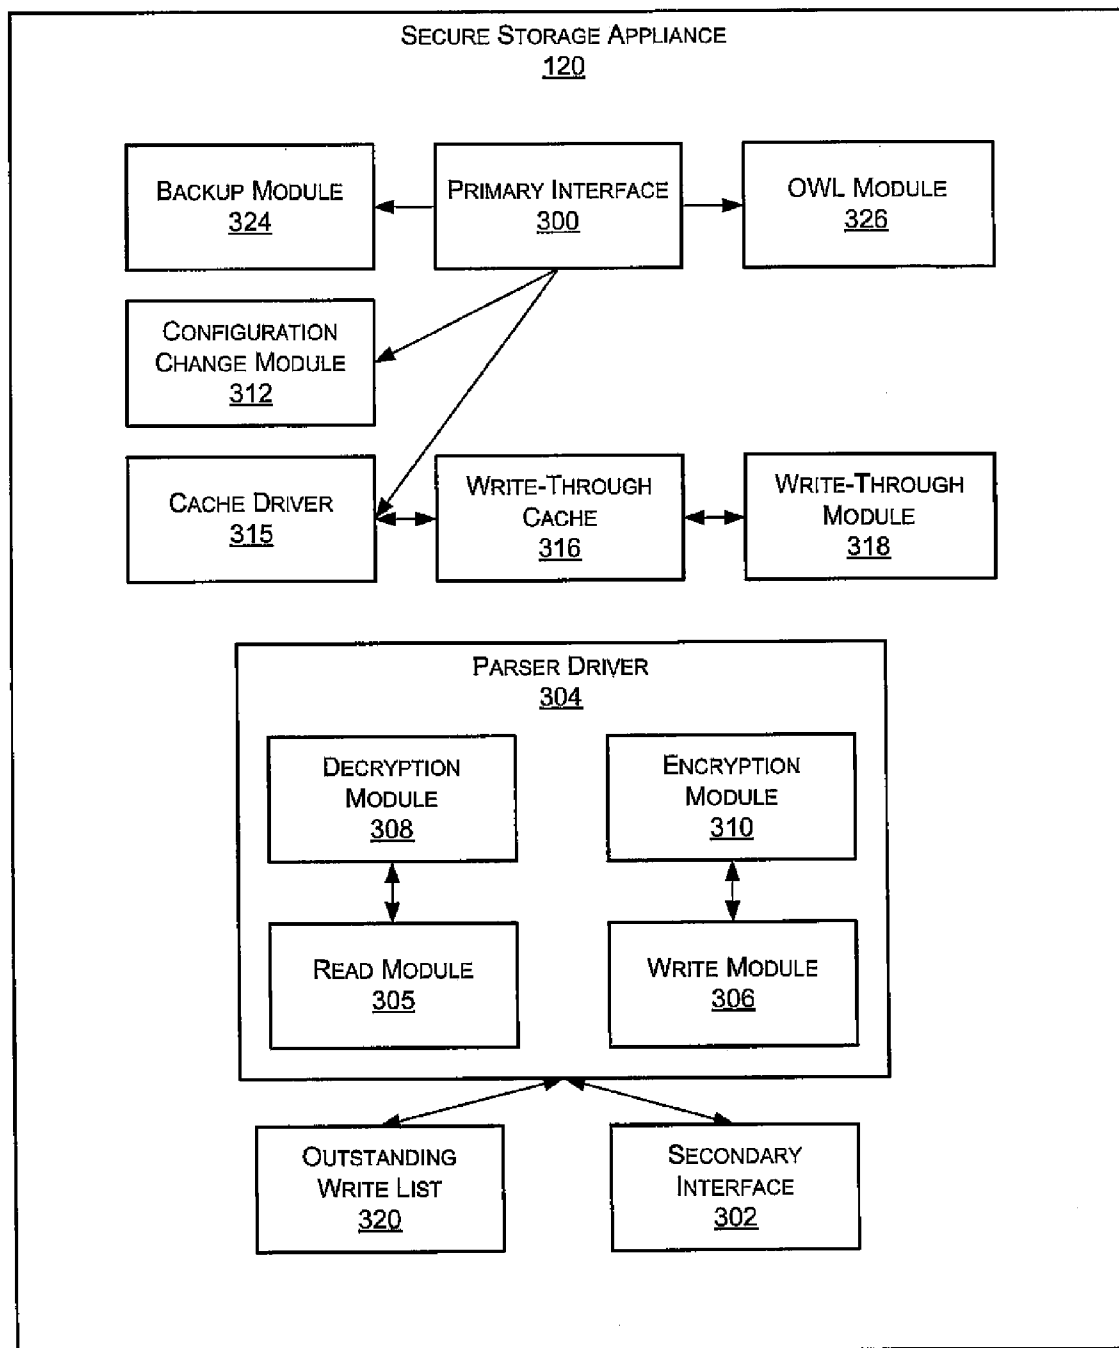 SECURE STORAGE APPLIANCE
120
BACKUP MODULE
324
PRIMARY INTERFACE
300
OWL MODULE
326
CONFIGURATION
CHANGE MODULE
312
CACHE DRIVER
315
WRITE-THROUGH
CACHE
316
WRITE-THROUGH
MODULE
318
PARSER DRIVER
304
DECRYPTION
MODULE
308
ENCRYPTION
MODULE
310
READ MODULE
305
WRITE MODULE
306
OUTSTANDING
WRITE LIST
320
SECONDARY
INTERFACE
302